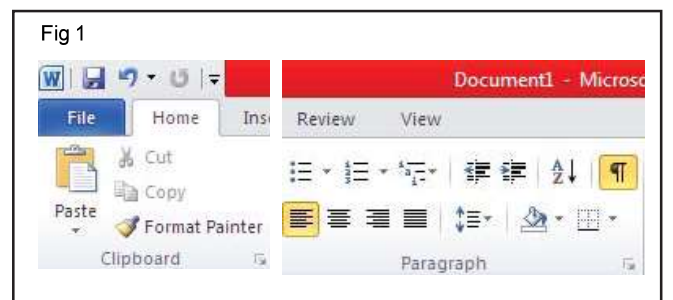 Fig 1
Document1 - Microso
File Home Ins Review View
Cut
Copy
Paste
Format Painter
Clipboard Paragraph